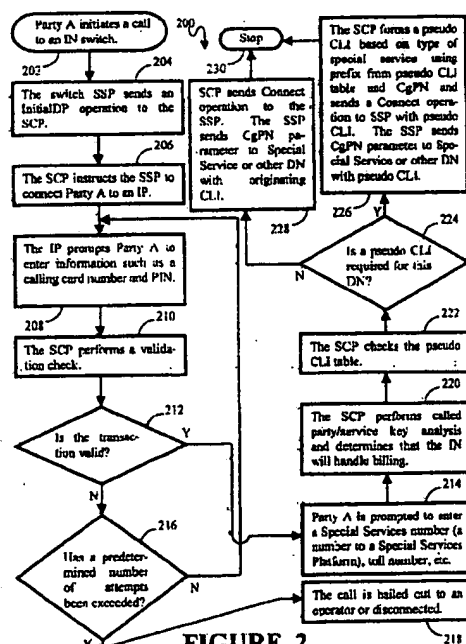 Party A initiates a call
to an IN switch.
203
200
204
The switch SSP sends an
InitialDP operation to the
SCP.
206
The SCP instructs the SSP to
connect Party A to an IP.
The IP prompts Party A to
enter information such as a
calling card number and PIN.
208
210
The SCP performs a valida-
tion check.
212
Is the transac-
tion valid?
Y
N
216
Has a predeter-
mined number
of attempts
been exceeded?
N
Y
Stop
230
SCP sends Connect
operation to the
SSP. The SSP
sends CgPN pa-
rameter to Special
Service or other DN
with originating
CLI.
228
The SCP forms a pseudo
CLI based on type of
special service using
prefix from pseudo CLI
table and CgPN and
sends a Connect opera-
tion to SSP with pseudo
CLI. The SSP sends
CgPN parameter to Spe-
cial Service or other DN
with pseudo CLI.
226
Y
224
Is a pseudo CLI
required for this
DN?
N
222
The SCP checks the pseudo
CLI table.
220
The SCP performs called
party/service key analysis
and determines that the IN
will handle billing.
214
Party A is prompted to enter
a Special Services number (a
number to a Special Services
Platform), toll number, etc.
The call is bailed out to an
operator or disconnected.
218
FIGURE 2